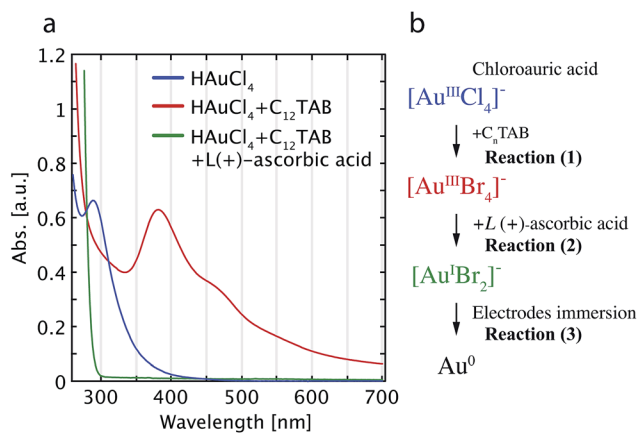 a
HAuCl4
HAuCl4+C12TAB
HAuCl4+C12TAB
+L(+)-ascorbic acid
1.2
1
0.8
0.6
0.4
0.2
0
Abs. [a.u.]
300 400 500 600 700
Wavelength [nm]
b
Chloroauric acid
[AuIIICl4]-
+CnTAB
Reaction (1)
[AuIIIBr4]-
+L (+)-ascorbic acid
Reaction (2)
[AuIBr2]-
Electrodes immersion
Reaction (3)
Au0